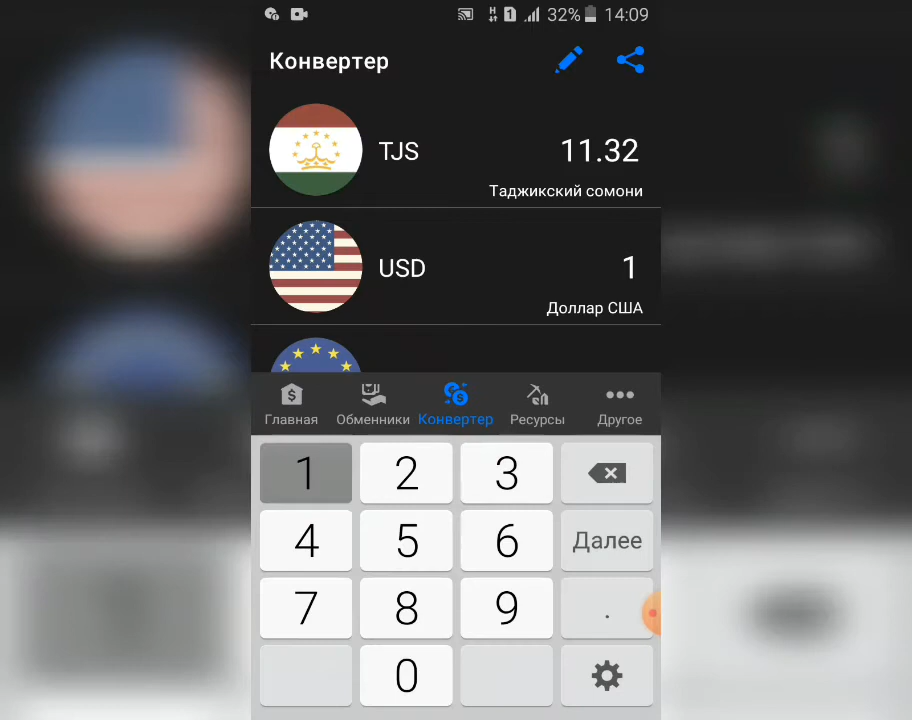 32% 14:09
Конвертер
TJS 11.32
Таджикский сомони
USD 1
Доллар США
Главная Обменники Конвертер Ресурсы Другое
1 2 3
4 5 6 Далее
7 8 9 .
0